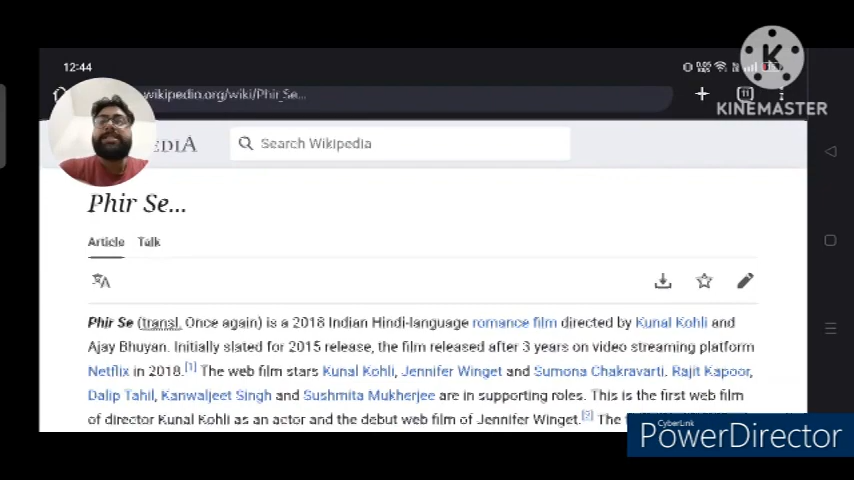 12:44
KINEMASTER
wikipedia.org/wiki/Phir_Se...
EDIA
Search Wikipedia
Phir Se...
Article Talk
Phir Se (transl. Once again) is a 2018 Indian Hindi-language romance film directed by Kunal Kohli and
Ajay Bhuyan. Initially slated for 2015 release, the film released after 3 years on video streaming platform
Netflix in 2018.[1] The web film stars Kunal Kohli, Jennifer Winget and Sumona Chakravarti. Rajit Kapoor,
Dalip Tahil, Kanwaljeet Singh and Sushmita Mukherjee are in supporting roles. This is the first web film
of director Kunal Kohli as an actor and the debut web film of Jennifer Winget.[2] The
CyberLink
PowerDirector